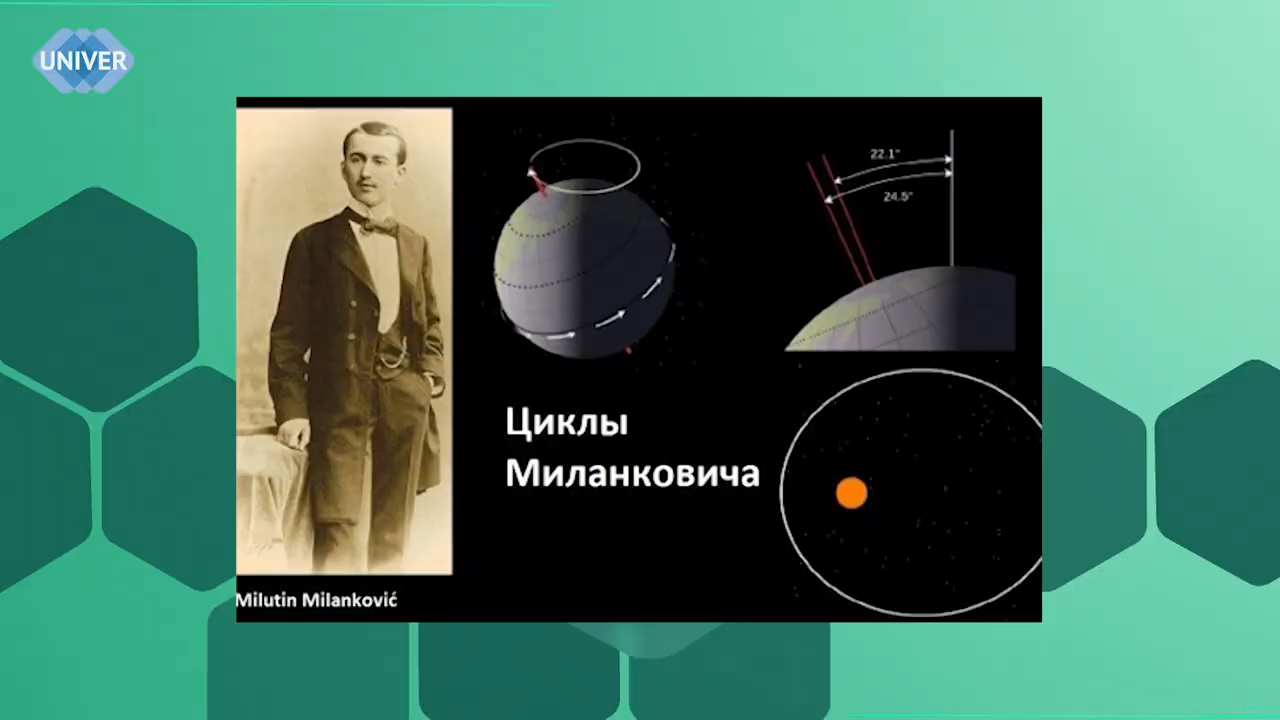 UNIVER
22.1°
24.5°
Циклы
Миланковича
Milutin Milanković